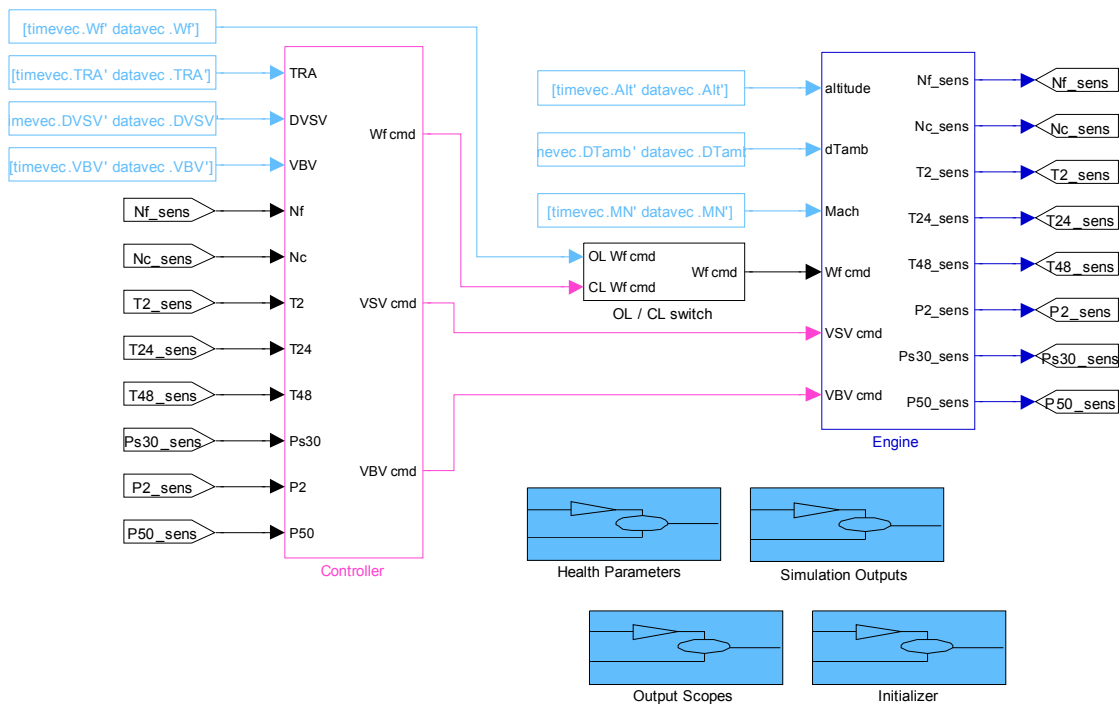 [timevec.Wf' datavec .Wf']
[timevec.TRA' datavec .TRA']
imevec.DVSV' datavec .DVSV'
[timevec.VBV' datavec .VBV']
Nf_sens
Nc_sens
T2_sens
T24_sens
T48_sens
Ps30_sens
P2_sens
P50_sens
TRA
DVSV
VBV
Nf
Nc
T2
T24
T48
Ps30
P2
P50
Wf cmd
VSV cmd
VBV cmd
Controller
[timevec.Alt' datavec .Alt']
nevec.DTamb' datavec .DTaml
[timevec.MN' datavec .MN']
OL Wf cmd
CL Wf cmd
Wf cmd
OL / CL switch
altitude
dTamb
Mach
Wf cmd
VSV cmd
VBV cmd
Nf_sens
Nc_sens
T2_sens
T24_sens
T48_sens
P2_sens
Ps30_sens
P50_sens
Engine
Nf_sens
Nc_sens
T2_sens
T24_sens
T48_sens
P2_sens
Ps30_sens
P50_sens
Health Parameters
Simulation Outputs
Output Scopes
Initializer